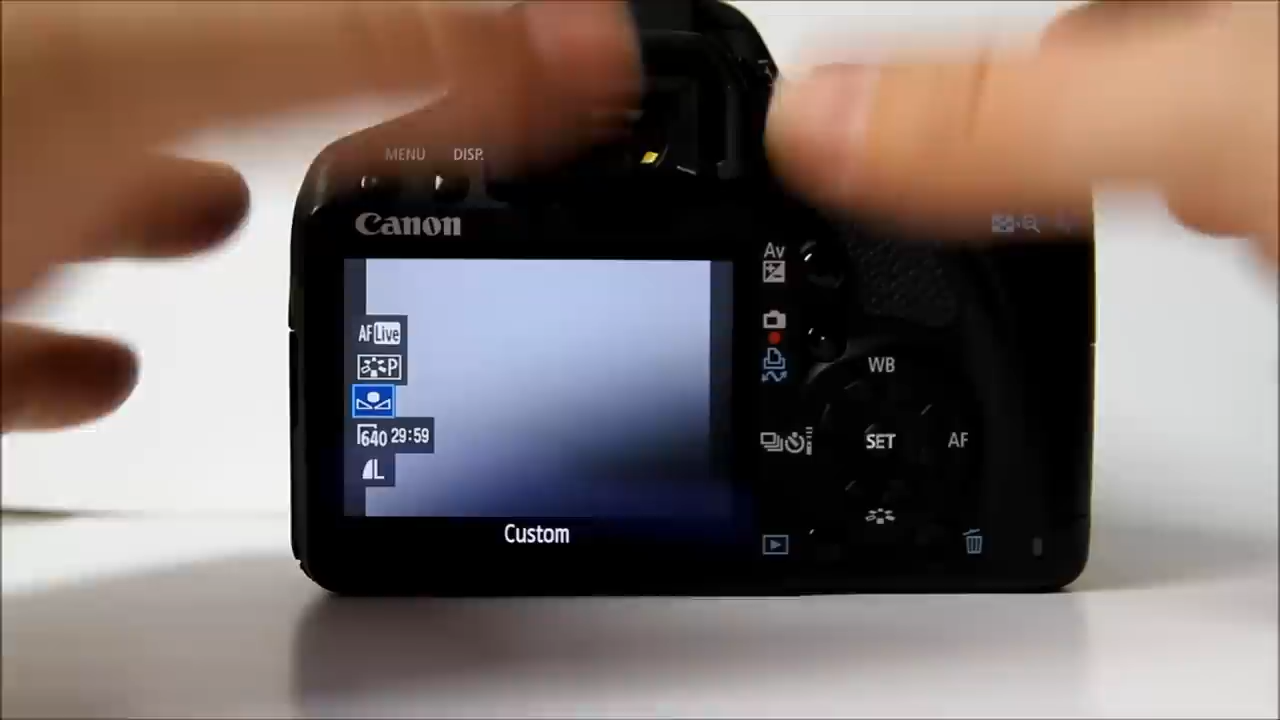 MENU DISP.
Canon
Av
AF Live
P
WB
640 29:59
SET AF
L
Custom